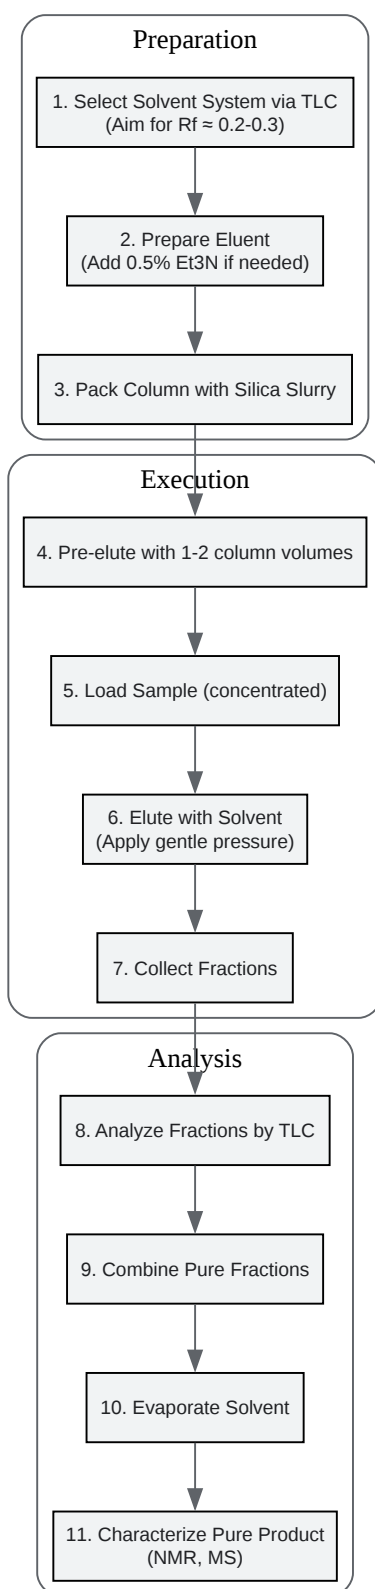 Preparation
1. Select Solvent System via TLC
(Aim for Rf ≈ 0.2-0.3)
2. Prepare Eluent
(Add 0.5% Et3N if needed)
3. Pack Column with Silica Slurry
Execution
4. Pre-elute with 1-2 column volumes
5. Load Sample (concentrated)
6. Elute with Solvent
(Apply gentle pressure)
7. Collect Fractions
Analysis
8. Analyze Fractions by TLC
9. Combine Pure Fractions
10. Evaporate Solvent
11. Characterize Pure Product
(NMR, MS)